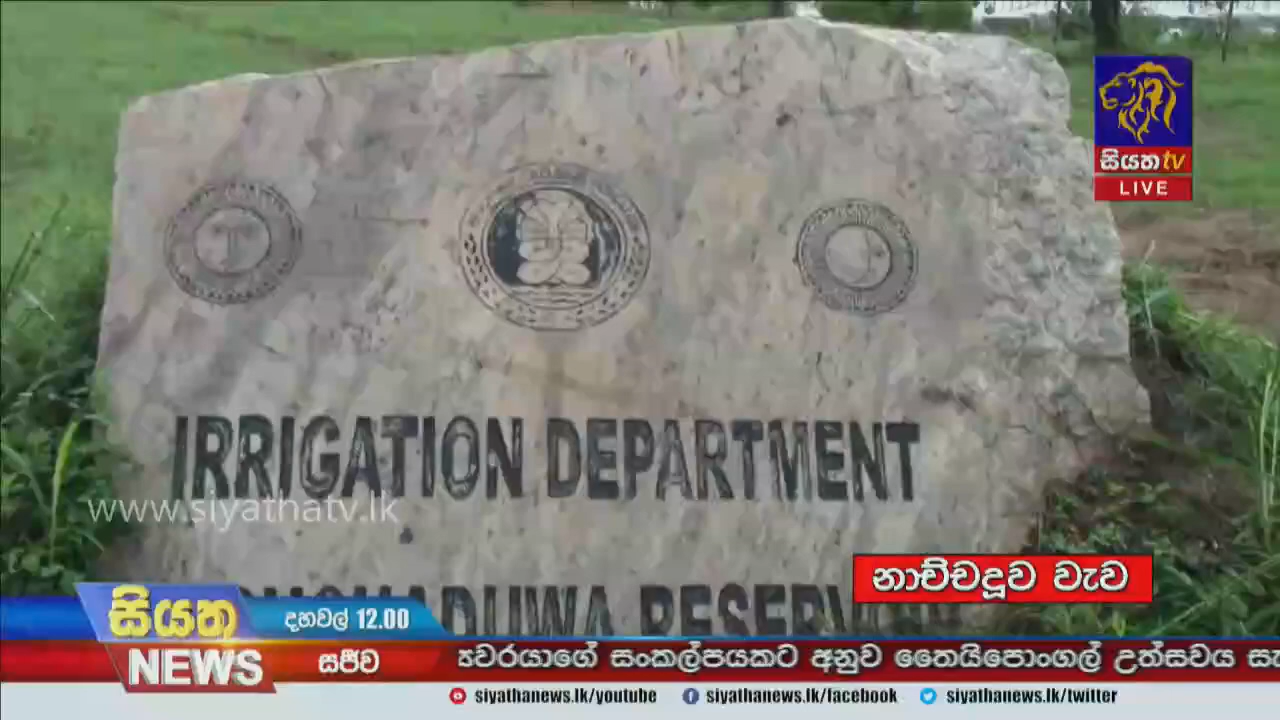 සියත tv
LIVE
IRRIGATION DEPARTMENT
www.siyathatv.lk
නාච්චදූව වැව
සියත
දහවල් 12.00
NEWS
සජීව
සංකල්පයකට අනුව තෛයිපොංගල් උත්සවය
siyathanews.lk/youtube
siyathanews.lk/facebook
siyathanews.lk/twitter